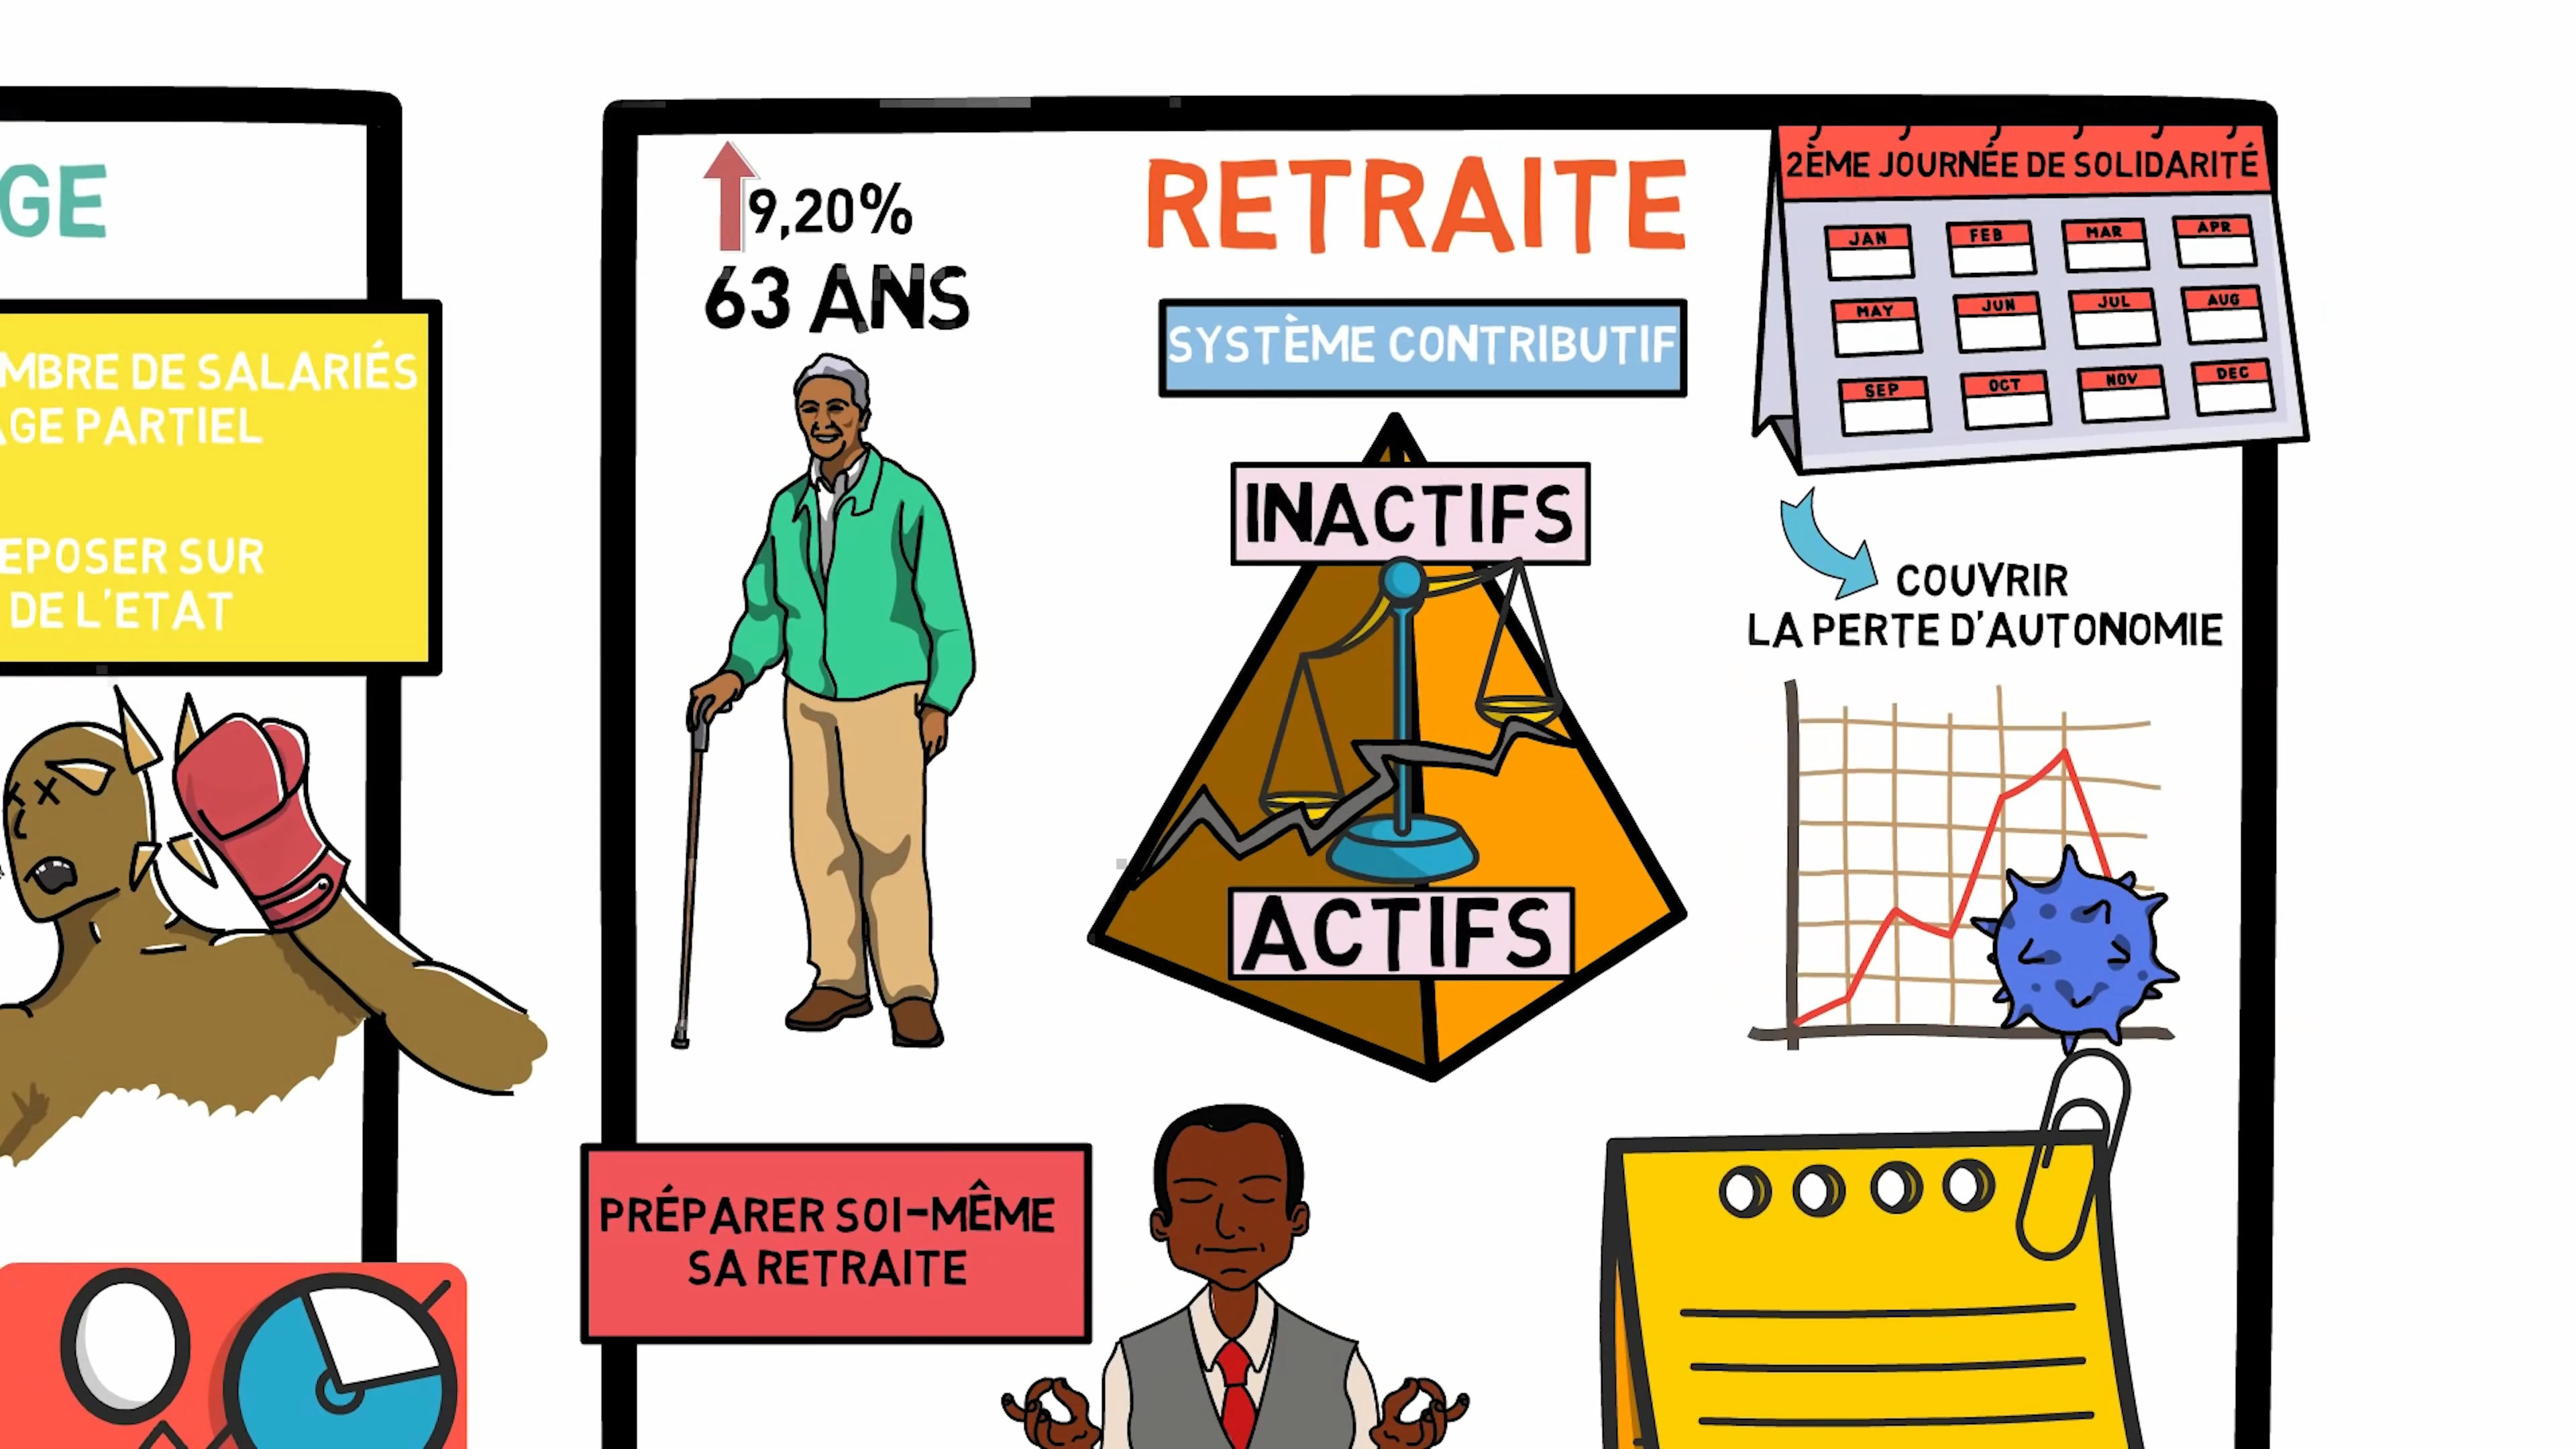 GE
MBRE DE SALARIÉS
GE PARTIEL
EPOSER SUR
DE L'ETAT
9,20%
63 ANS
RETRAITE
SYSTÈME CONTRIBUTIF
INACTIFS
ACTIFS
2ÈME JOURNÉE DE SOLIDARITÉ
JAN FEB MAR APR
MAY JUN JUL AUG
SEP OCT NOV DEC
COUVRIR
LA PERTE D'AUTONOMIE
PRÉPARER SOI-MÊME
SA RETRAITE